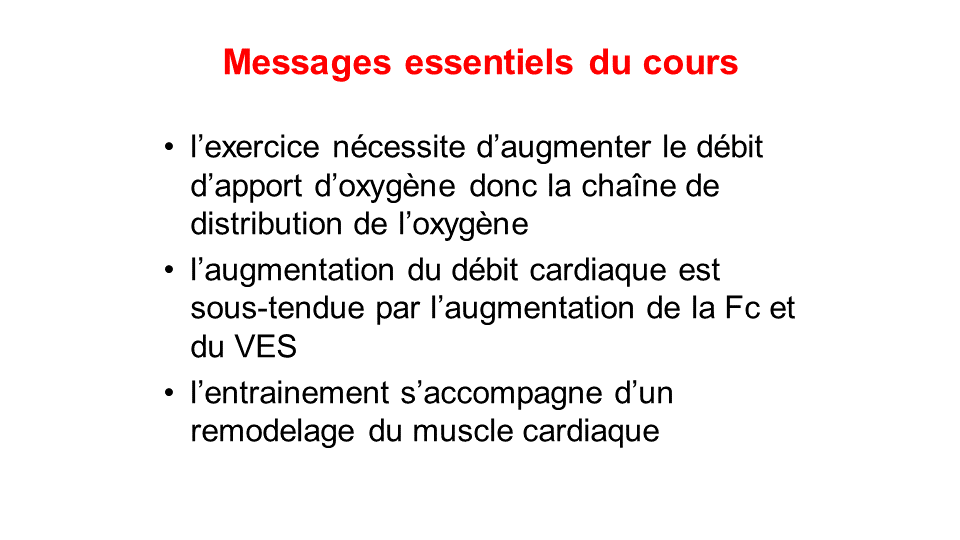 Messages essentiels du cours
• l’exercice nécessite d’augmenter le débit
d’apport d’oxygène donc la chaîne de
distribution de l’oxygène
• l’augmentation du débit cardiaque est
sous-tendue par l’augmentation de la Fc et
du VES
• l’entrainement s’accompagne d’un
remodelage du muscle cardiaque